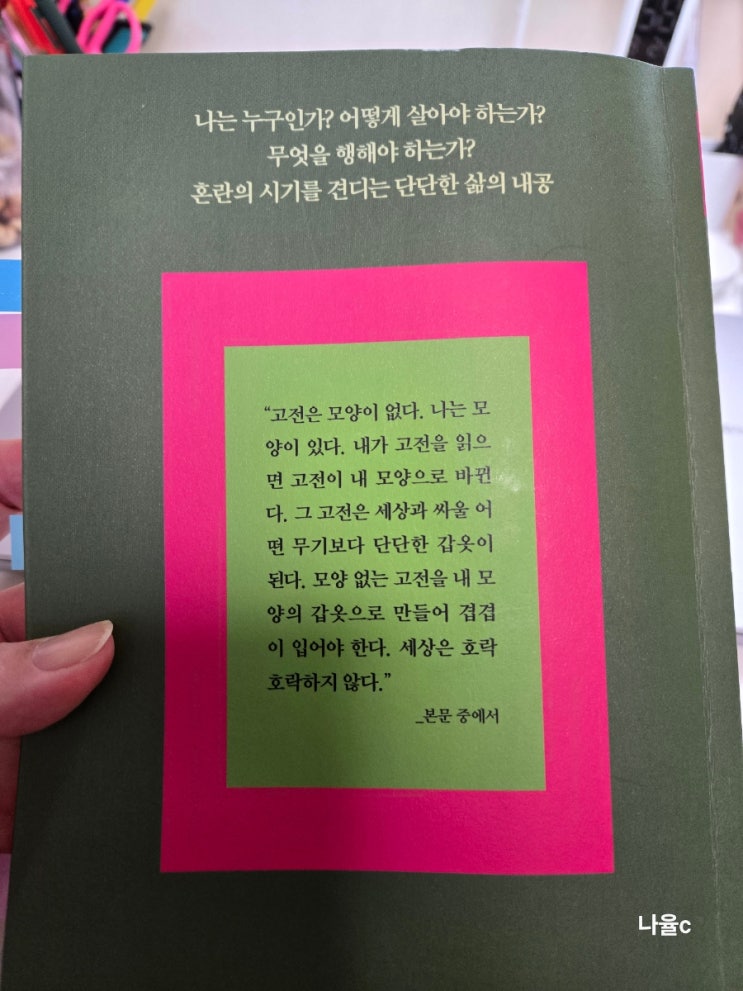 나는 누구인가? 어떻게 살아야 하는가?
무엇을 행해야 하는가?
혼란의 시기를 견디는 단단한 삶의 내공
“고전은 모양이 없다. 나는 모
양이 있다. 내가 고전을 읽으
면 고전이 내 모양으로 바뀐
다. 그 고전은 세상과 싸울 어
떤 무기보다 단단한 갑옷이
된다. 모양 없는 고전을 내 모
양의 갑옷으로 만들어 겹겹
이 입어야 한다. 세상은 호락
호락하지 않다.”
_본문 중에서
나율c